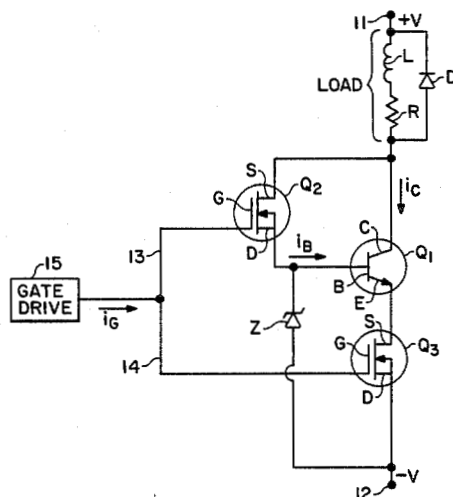 11
+V
L
LOAD
D
R
S
G
Q2
iC
D
iB
C
13
Q1
15
B
E
GATE
DRIVE
iG
Z
S
G
Q3
14
D
-V
12